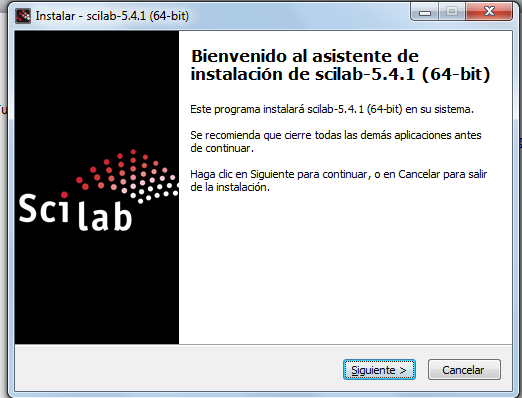 Instalar - scilab-5.4.1 (64-bit)
Bienvenido al asistente de
instalación de scilab-5.4.1 (64-bit)
Este programa instalará scilab-5.4.1 (64-bit) en su sistema.
Se recomienda que cierre todas las demás aplicaciones antes
de continuar.
Haga clic en Siguiente para continuar, o en Cancelar para salir
de la instalación.
Scilab
Siguiente >
Cancelar